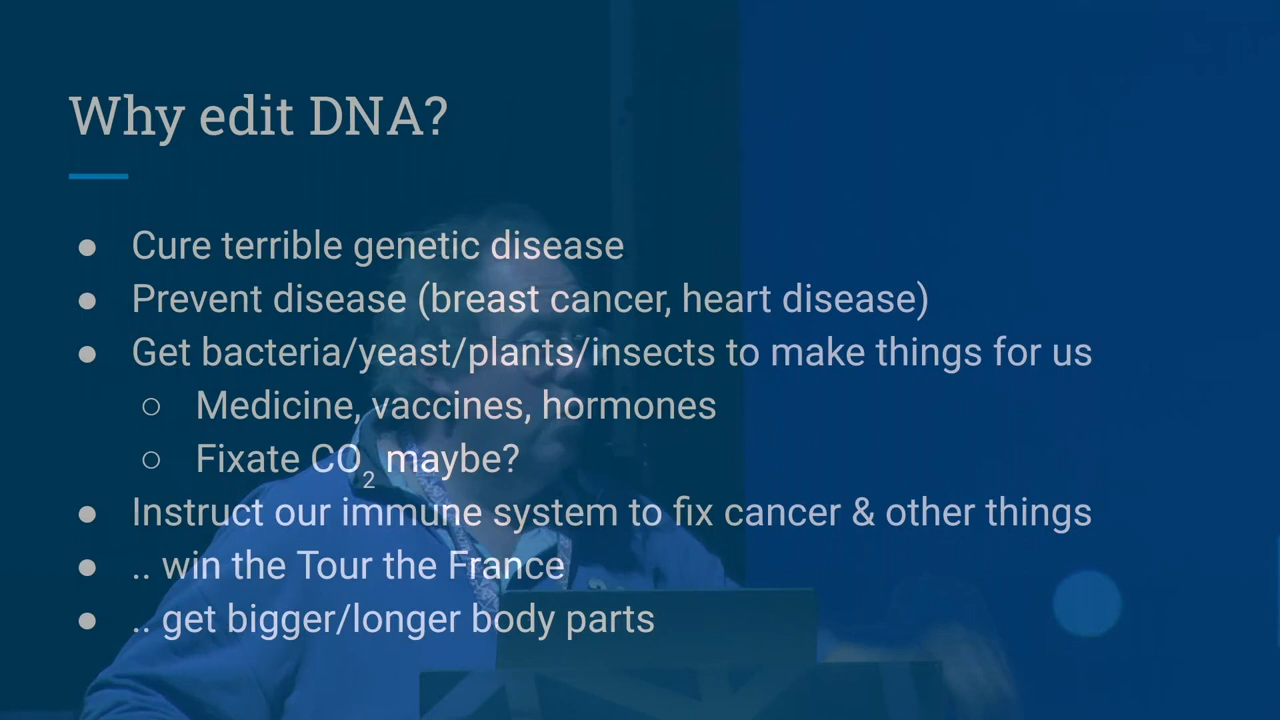 Why edit DNA?
● Cure terrible genetic disease
● Prevent disease (breast cancer, heart disease)
● Get bacteria/yeast/plants/insects to make things for us
○ Medicine, vaccines, hormones
○ Fixate CO₂ maybe?
● Instruct our immune system to fix cancer & other things
● .. win the Tour the France
● .. get bigger/longer body parts